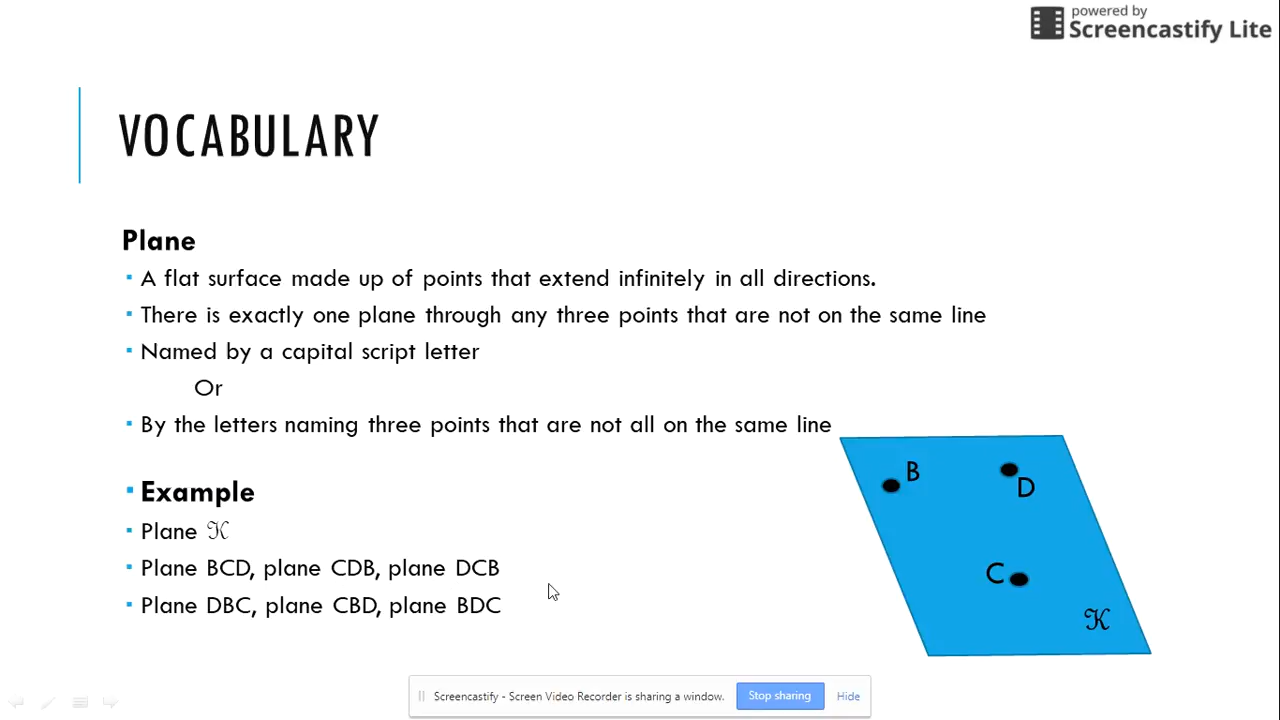 powered by
Screencastify Lite
VOCABULARY
Plane
▪ A flat surface made up of points that extend infinitely in all directions.
▪ There is exactly one plane through any three points that are not on the same line
▪ Named by a capital script letter
Or
▪ By the letters naming three points that are not all on the same line
B
D
▪ Example
▪ Plane 𝒦
▪ Plane BCD, plane CDB, plane DCB
C
▪ Plane DBC, plane CBD, plane BDC
𝒦
Screencastify - Screen Video Recorder is sharing a window. Stop sharing Hide